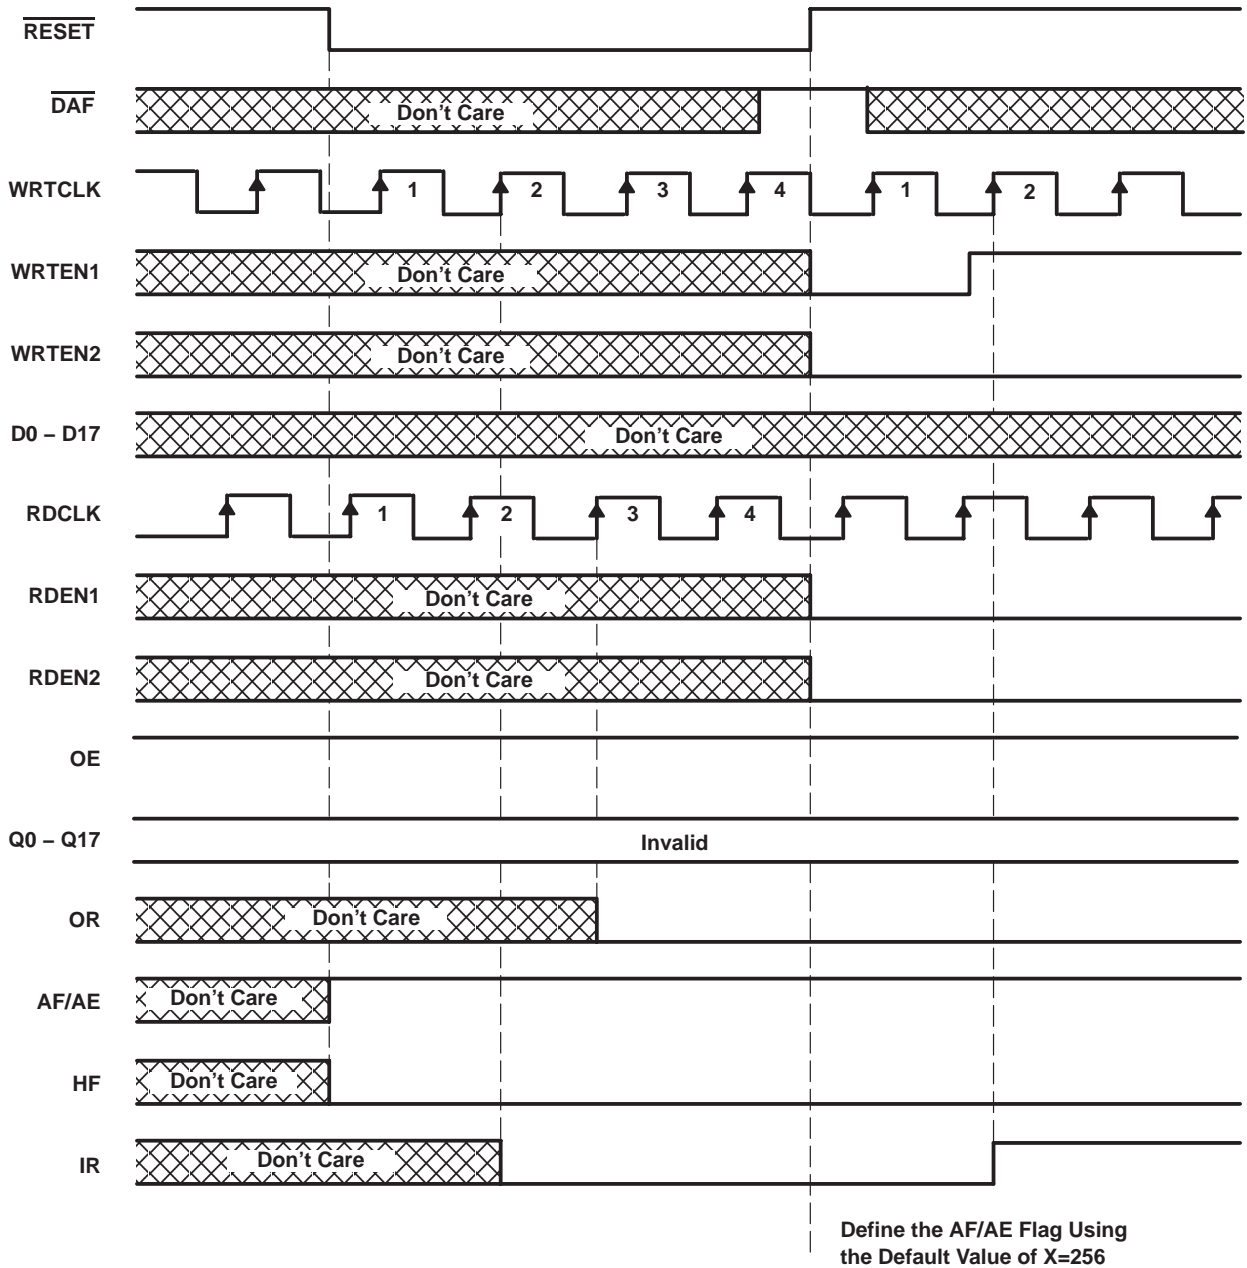 RESET
DAF Don't Care
WRTCLK 1 2 3 4 1 2
WRTEN1 Don't Care
WRTEN2 Don't Care
D0 – D17 Don't Care
RDCLK 1 2 3 4
RDEN1 Don't Care
RDEN2 Don't Care
OE
Q0 – Q17 Invalid
OR Don't Care
AF/AE Don't Care
HF Don't Care
IR Don't Care
Define the AF/AE Flag Using
the Default Value of X=256